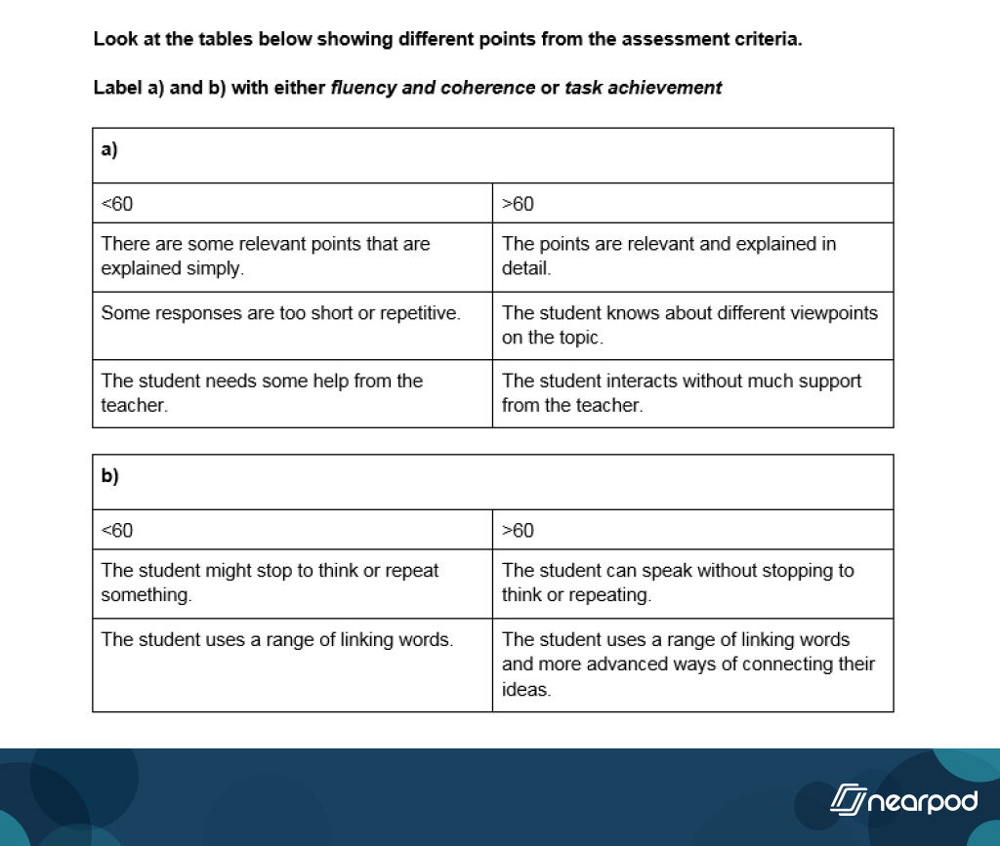 Look at the tables below showing different points from the assessment criteria.
Label a) and b) with either fluency and coherence or task achievement
a)
<60
>60
There are some relevant points that are
explained simply.
The points are relevant and explained in
detail.
Some responses are too short or repetitive.
The student knows about different viewpoints
on the topic.
The student needs some help from the
teacher.
The student interacts without much support
from the teacher.
b)
<60
>60
The student might stop to think or repeat
something.
The student can speak without stopping to
think or repeating.
The student uses a range of linking words.
The student uses a range of linking words
and more advanced ways of connecting their
ideas.
nearpod